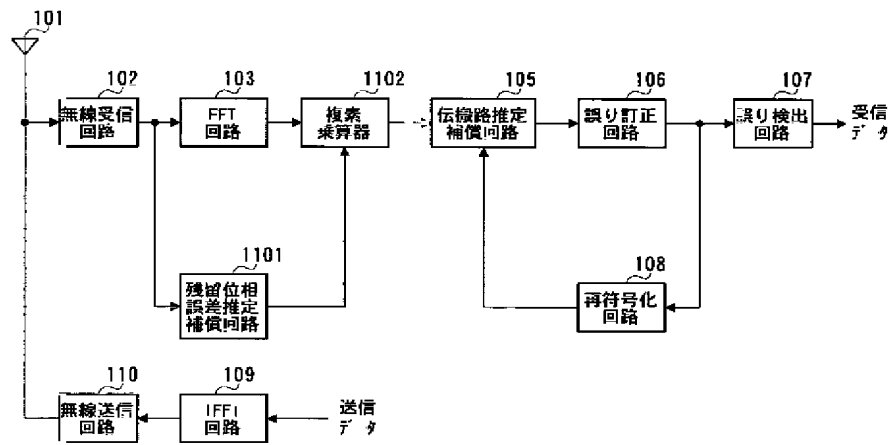 101
102
103
1102
105
106
107
無線受信
回路
FFT
回路
複素
乗算器
伝搬路推定
補償回路
誤り訂正
回路
誤り検出
回路
受信
データ
1101
残留位相
誤差推定
補償回路
108
再符号化
回路
110
無線送信
回路
109
IFFT
回路
送信
データ